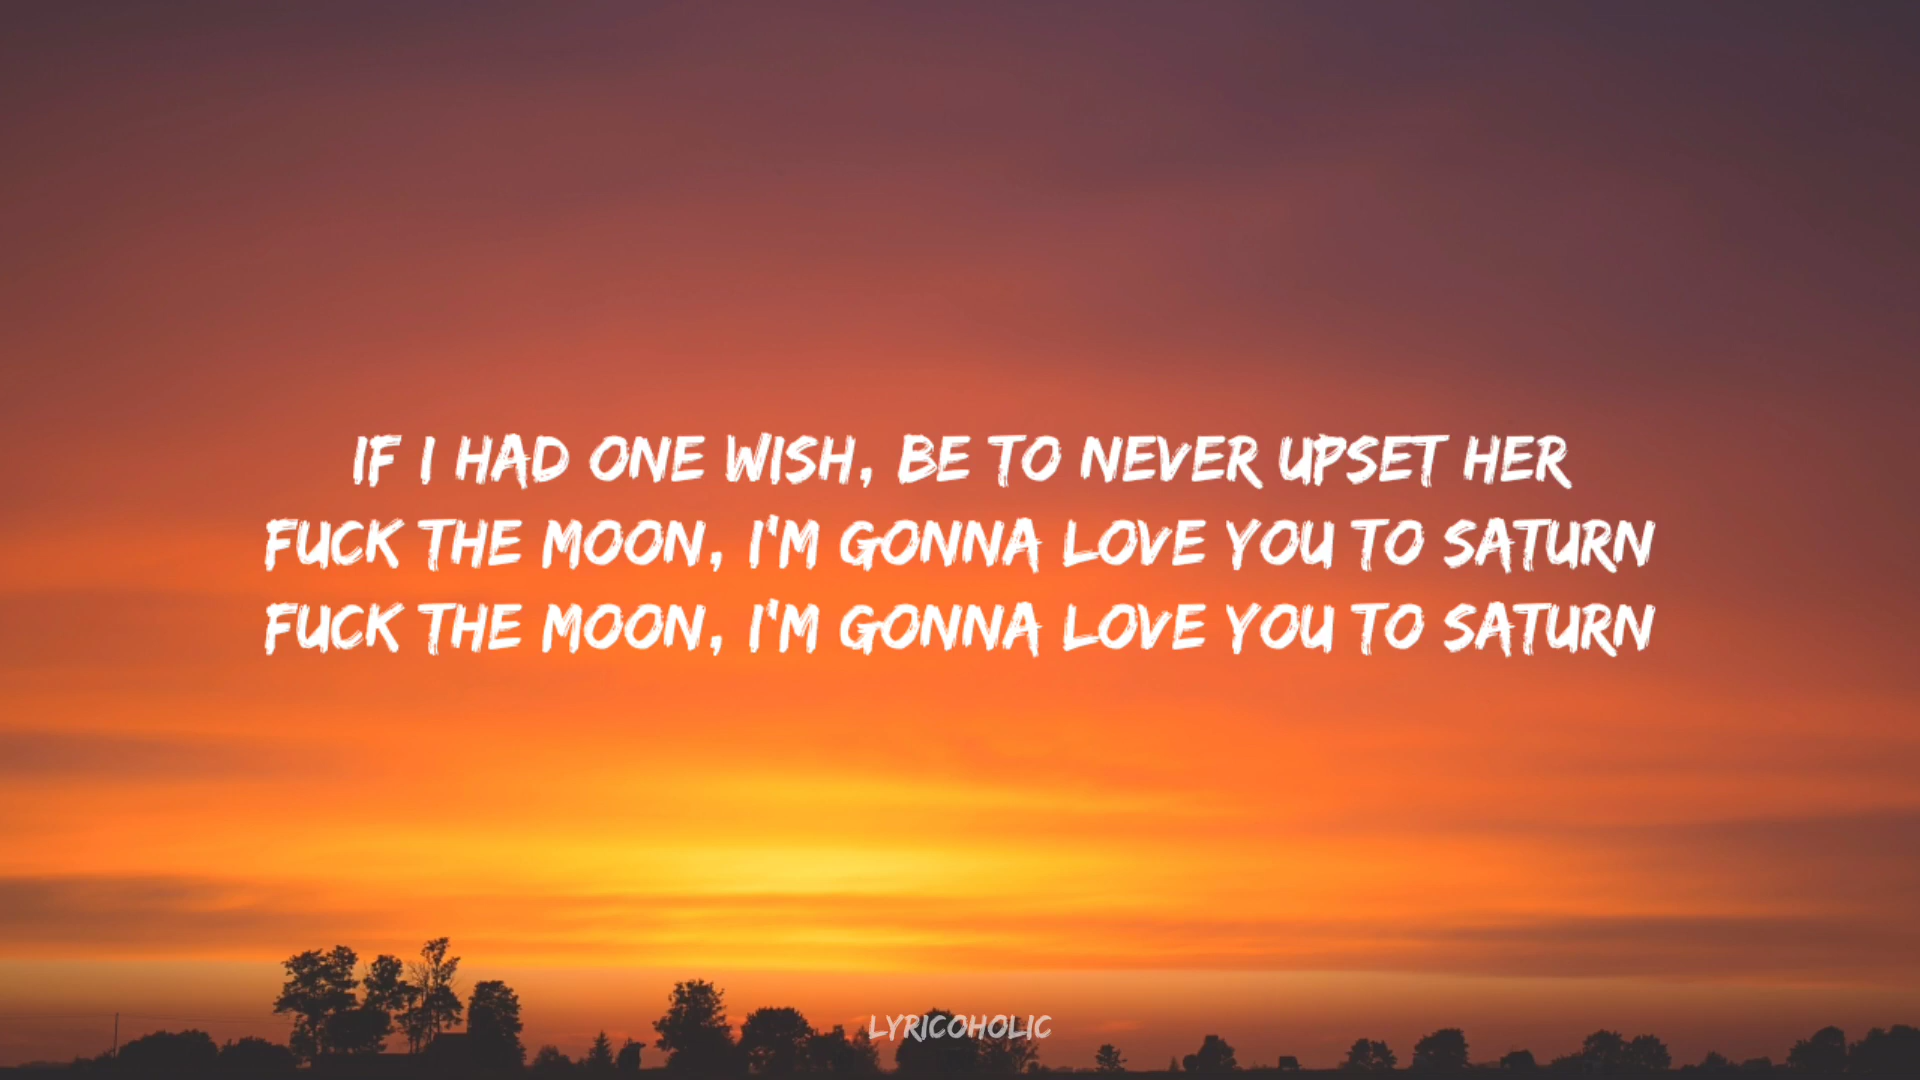 IF I HAD ONE WISH, BE TO NEVER UPSET HER
FUCK THE MOON, I'M GONNA LOVE YOU TO SATURN
FUCK THE MOON, I'M GONNA LOVE YOU TO SATURN
LYRICOHOLIC